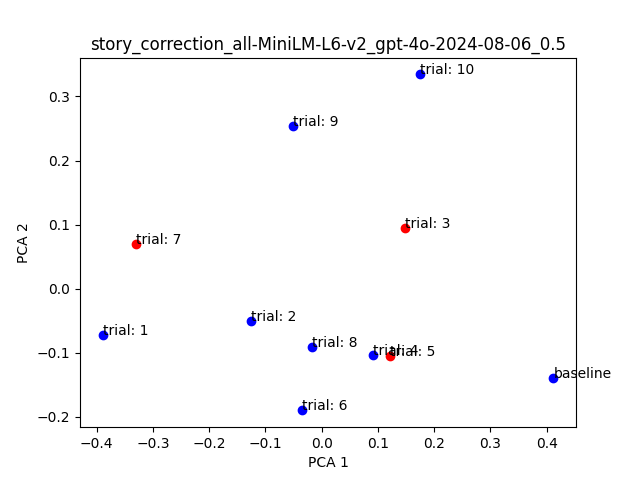 story_correction_all-MiniLM-L6-v2_gpt-4o-2024-08-06_0.5
trial: 10
0.3
trial: 9
0.2
trial: 3
0.1
trial: 7
PCA 2
0.0
trial: 2
trial: 1
trial: 8
−0.1
trial: 4
trial: 5
baseline
trial: 6
−0.2
−0.4 −0.3 −0.2 −0.1 0.0 0.1 0.2 0.3 0.4
PCA 1